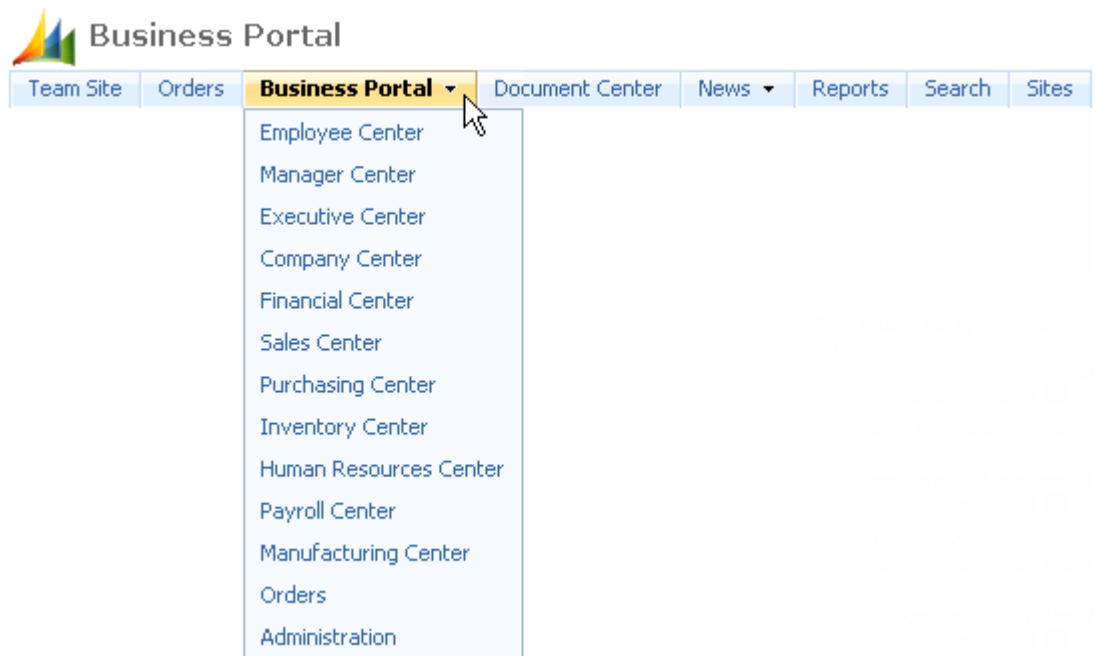 Business Portal
Team Site Orders Business Portal Document Center News Reports Search Sites
Employee Center
Manager Center
Executive Center
Company Center
Financial Center
Sales Center
Purchasing Center
Inventory Center
Human Resources Center
Payroll Center
Manufacturing Center
Orders
Administration